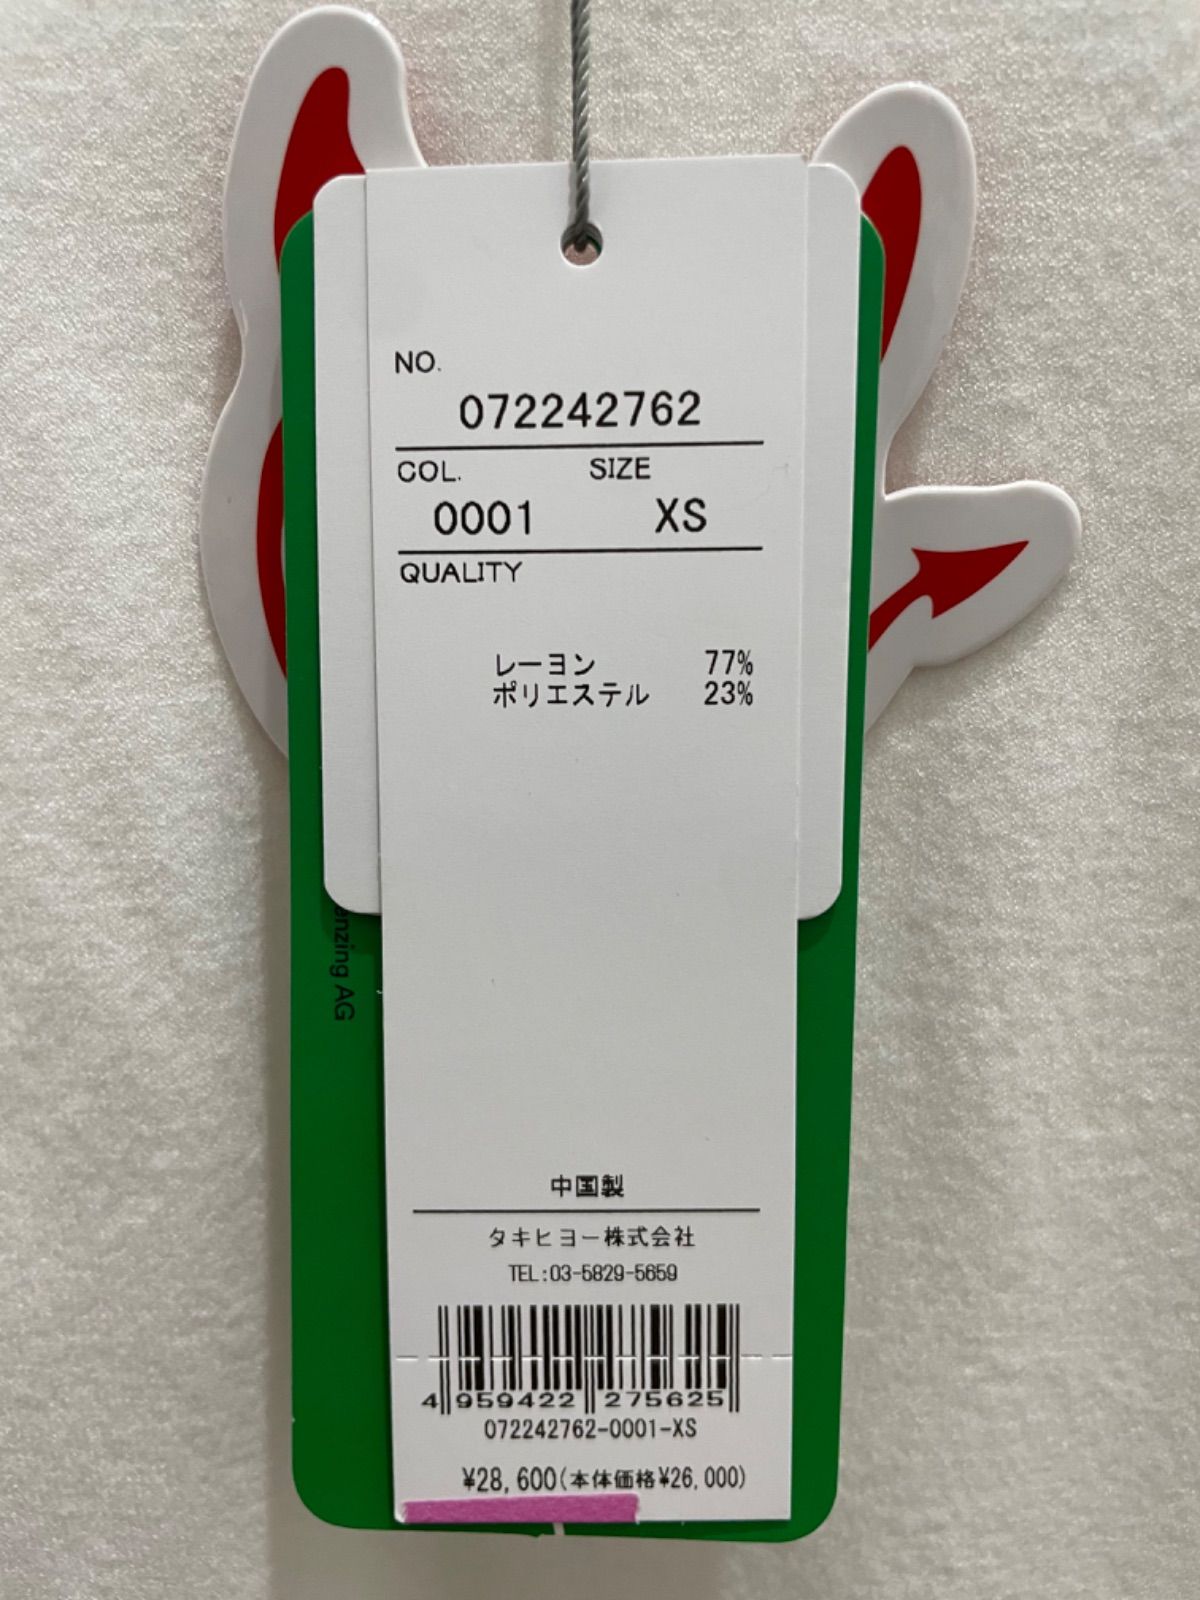 NO.
072242762
COL. SIZE
0001 XS
QUALITY
レーヨン 77%
ポリエステル 23%
enzing AG
中国製
タキヒヨー株式会社
TEL:03-5829-5659
4 959422 275625
072242762-0001-XS
¥28,600(本体価格¥26,000)